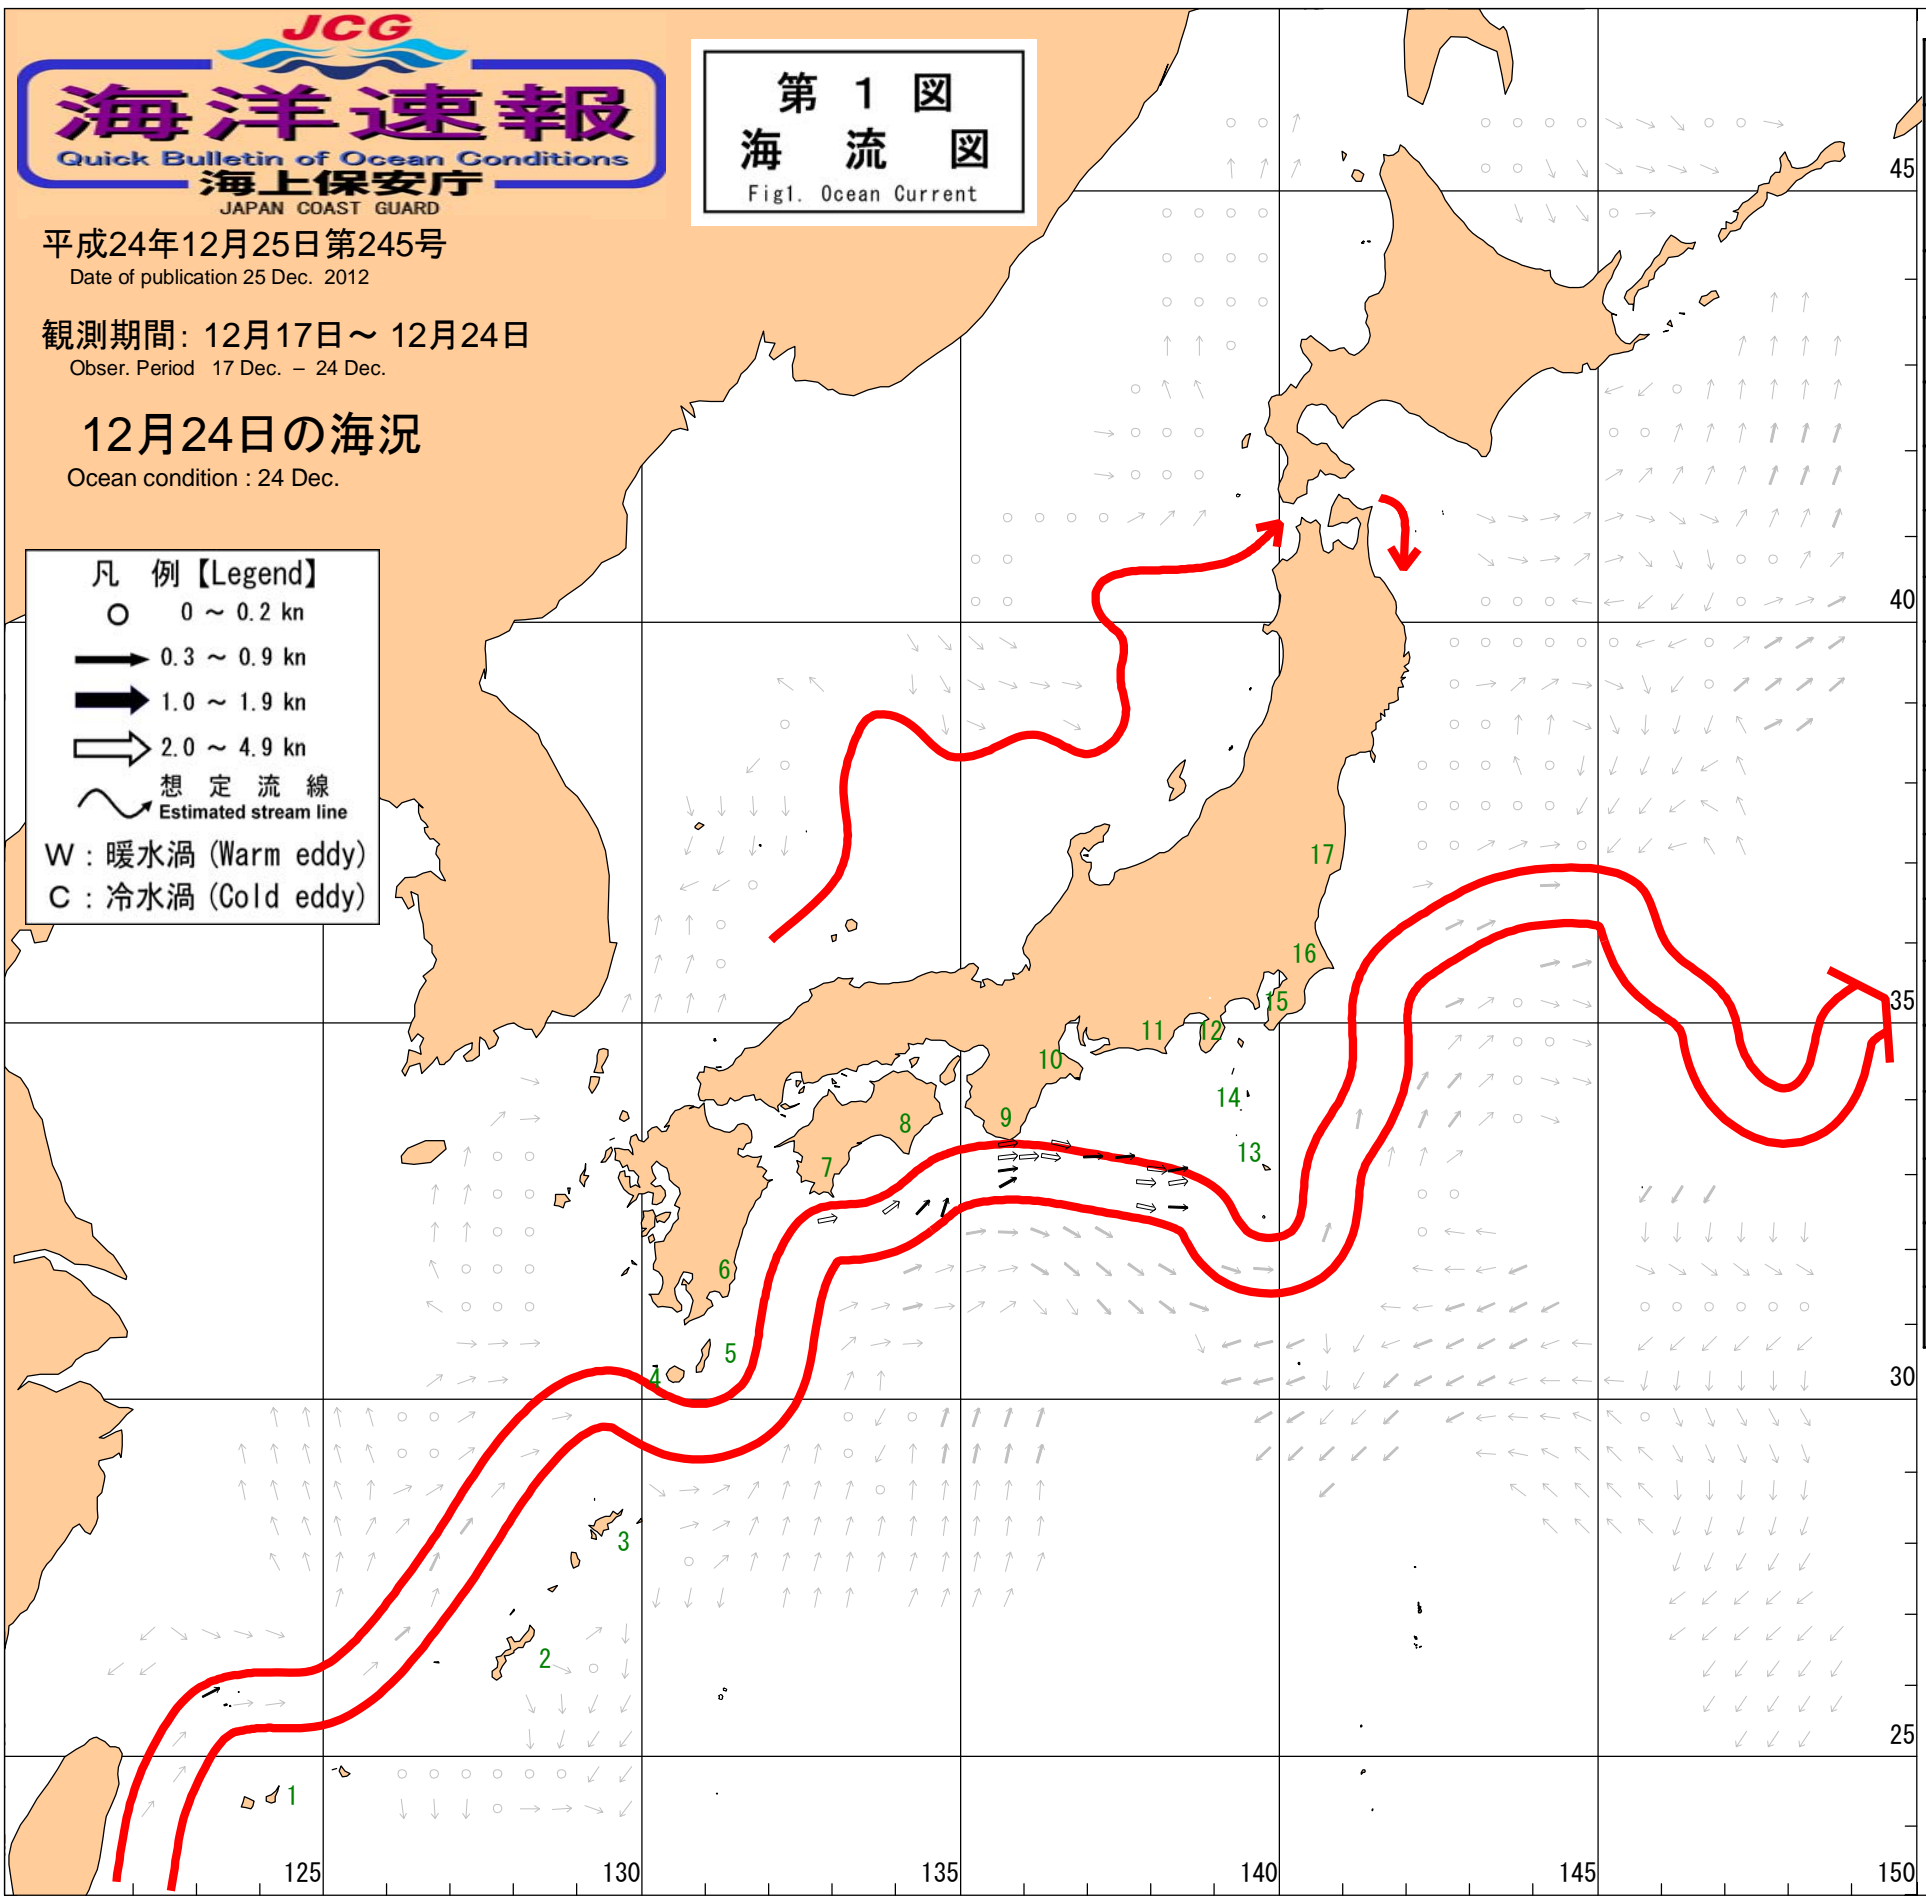 JCG
海洋速報
Quick Bulletin of Ocean Conditions
海上保安庁
JAPAN COAST GUARD
第 1 図
海 流 図
Fig1. Ocean Current
平成24年12月25日第245号
Date of publication 25 Dec. 2012
観測期間: 12月17日～ 12月24日
Obser. Period 17 Dec. – 24 Dec.
12月24日の海況
Ocean condition : 24 Dec.
凡 例【Legend】
0 ～ 0.2 kn
0.3 ～ 0.9 kn
1.0 ～ 1.9 kn
2.0 ～ 4.9 kn
想 定 流 線
Estimated stream line
W : 暖水渦 (Warm eddy)
C : 冷水渦 (Cold eddy)
45
40
17
16
35
15
11
12
10
14
9
8
13
7
6
5
4
30
3
2
25
1
125
130
135
140
145
150